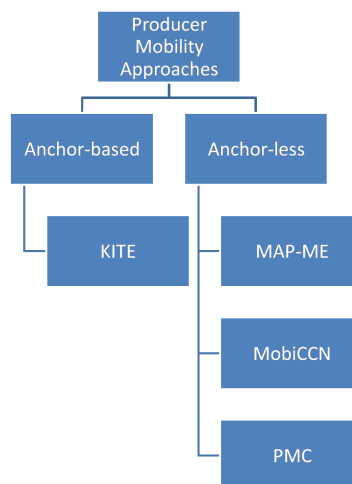 Producer
Mobility
Approaches
Anchor-based
Anchor-less
KITE
MAP-ME
MobiCCN
PMC